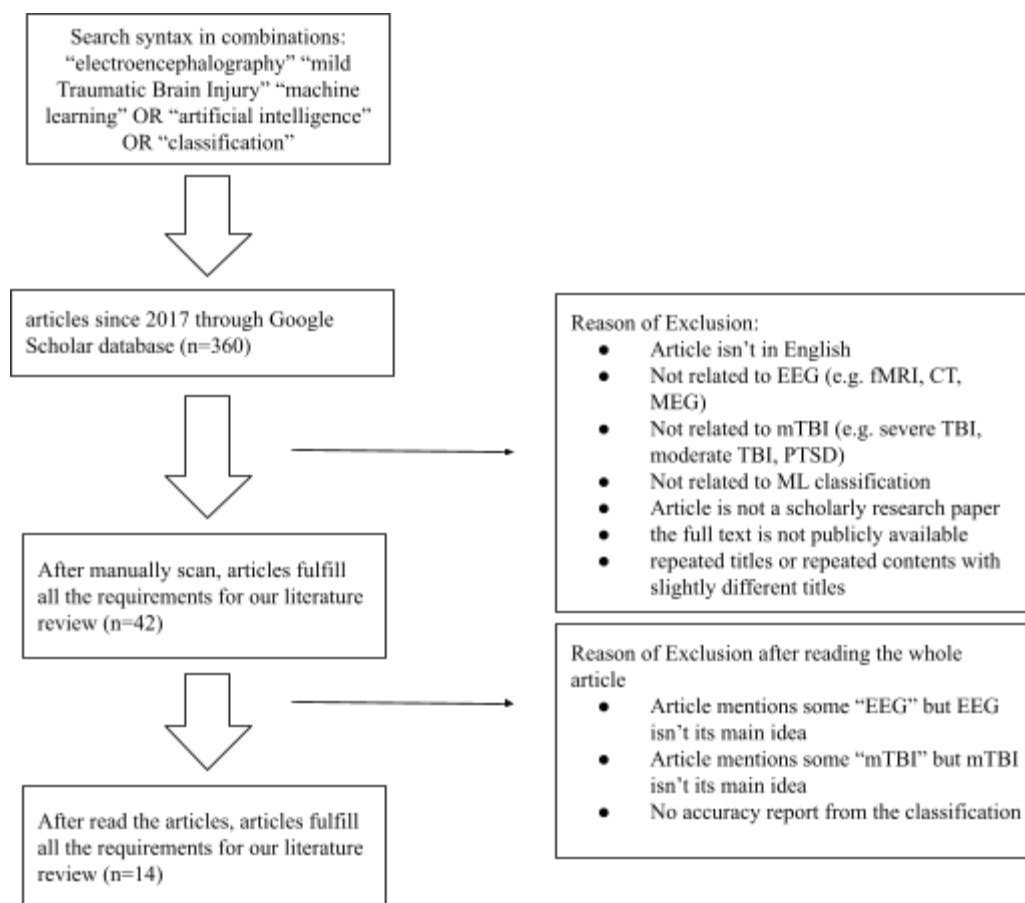 Search syntax in combinations:
“electroencephalography” “mild
Traumatic Brain Injury” “machine
learning” OR “artificial intelligence”
OR “classification”
articles since 2017 through Google
Scholar database (n=360)
Reason of Exclusion:
● Article isn’t in English
● Not related to EEG (e.g. fMRI, CT,
MEG)
● Not related to mTBI (e.g. severe TBI,
moderate TBI, PTSD)
● Not related to ML classification
● Article is not a scholarly research paper
● the full text is not publicly available
● repeated titles or repeated contents with
slightly different titles
After manually scan, articles fulfill
all the requirements for our literature
review (n=42)
Reason of Exclusion after reading the whole
article
● Article mentions some “EEG” but EEG
isn’t its main idea
● Article mentions some “mTBI” but mTBI
isn’t its main idea
● No accuracy report from the classification
After read the articles, articles fulfill
all the requirements for our literature
review (n=14)